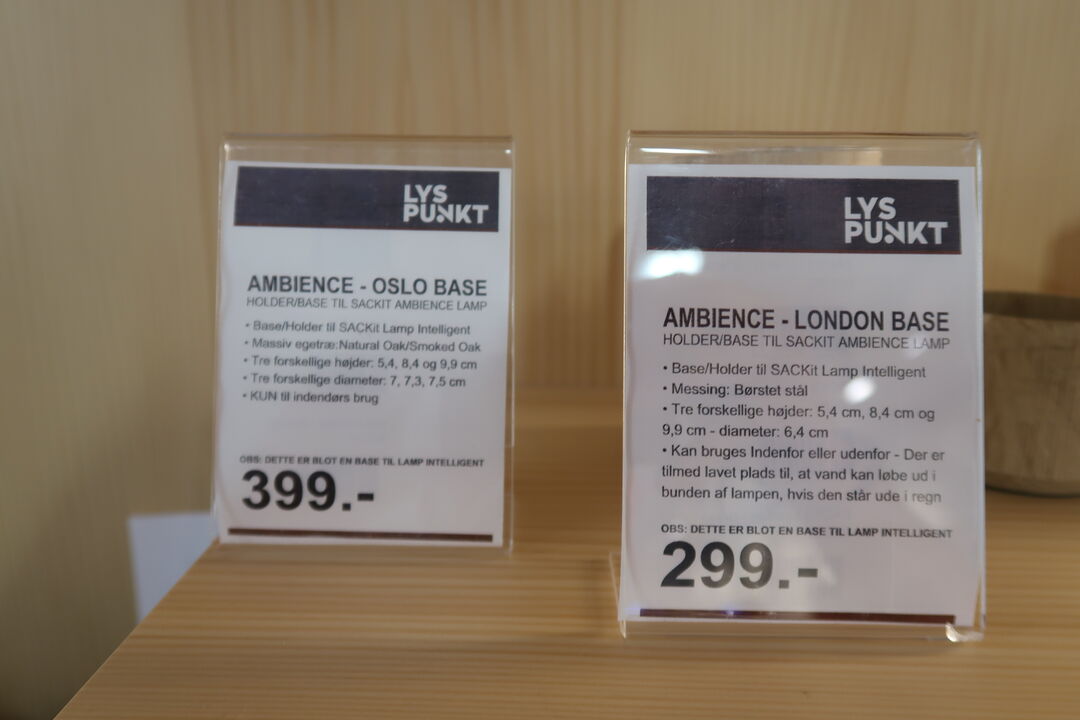 LYS
PUNKT
AMBIENCE - OSLO BASE
HOLDER/BASE TIL SACKIT AMBIENCE LAMP
• Base/Holder til SACKit Lamp Intelligent
• Massiv egetræ:Natural Oak/Smoked Oak
• Tre forskellige højder: 5,4, 8,4 og 9,9 cm
• Tre forskellige diameter: 7, 7,3, 7,5 cm
• KUN til indendørs brug
OBS: DETTE ER BLOT EN BASE TIL LAMP INTELLIGENT
399.-
LYS
PUNKT
AMBIENCE - LONDON BASE
HOLDER/BASE TIL SACKIT AMBIENCE LAMP
• Base/Holder til SACKit Lamp Intelligent
• Messing: Børstet stål
• Tre forskellige højder: 5,4 cm, 8,4 cm og
9,9 cm - diameter: 6,4 cm
• Kan bruges Indenfor eller udenfor - Der er
tilmed lavet plads til, at vand kan løbe ud i
bunden af lampen, hvis den står ude i regn
OBS: DETTE ER BLOT EN BASE TIL LAMP INTELLIGENT
299.-